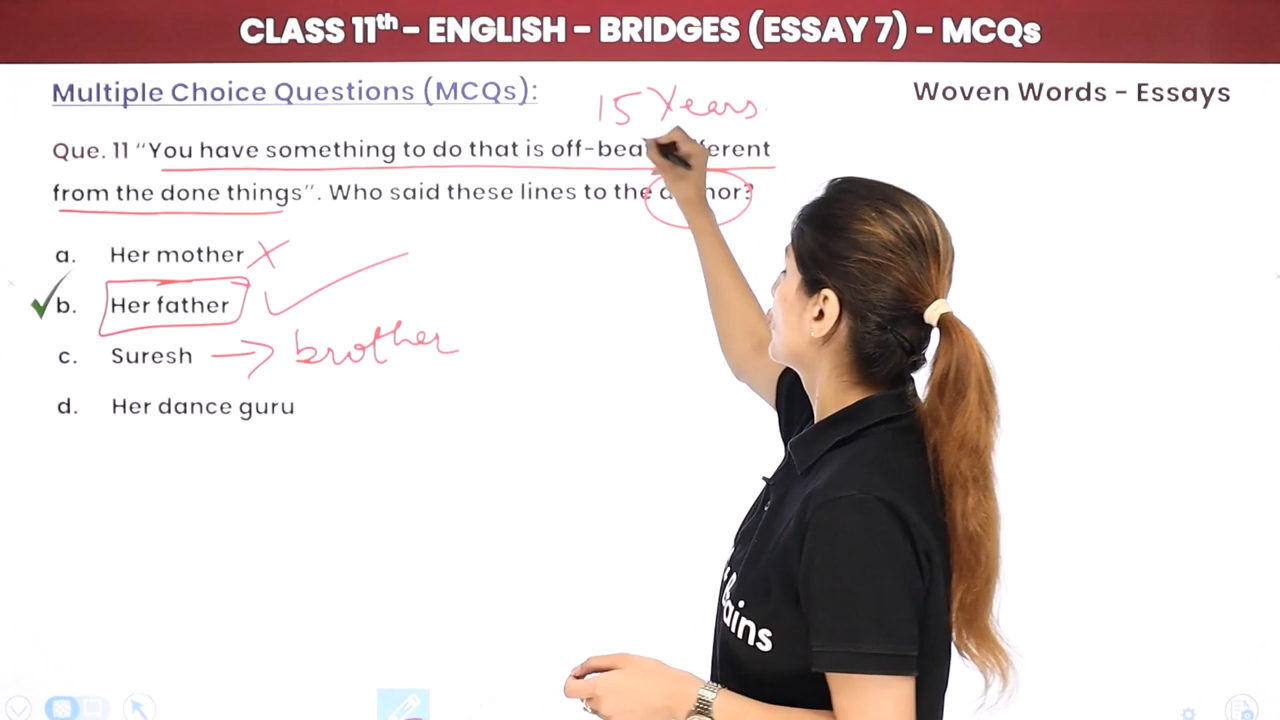 CLASS 11th - ENGLISH - BRIDGES (ESSAY 7) - MCQs
Multiple Choice Questions (MCQs):
15 Years
Woven Words - Essays
Que. 11 “You have something to do that is off-beat
from the done things”. Who said these lines to the
a. Her mother
b. Her father
c. Suresh → brother
d. Her dance guru